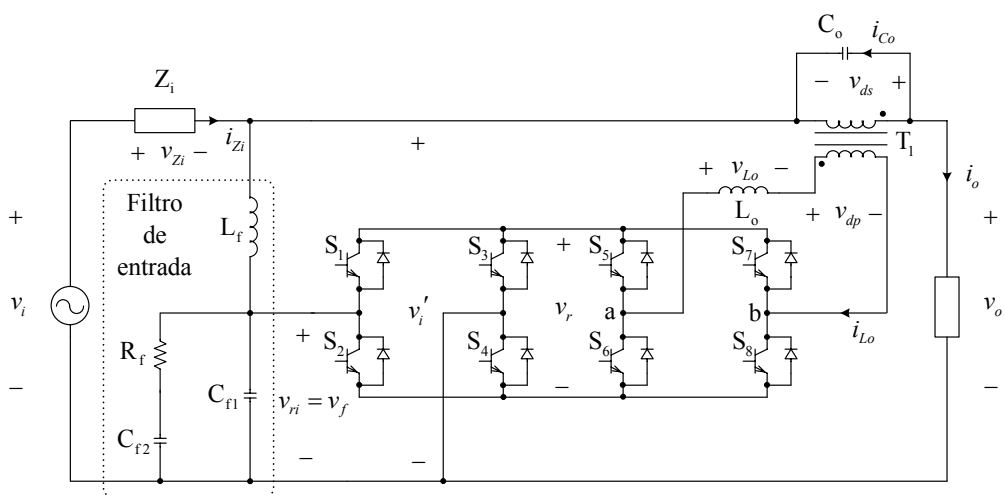 C_o
i_Co
− v_ds +
Z_i
i_Zi
+ v_Zi −
T_1
+
+ v_Lo −
L_o
+ v_dp −
i_o
Filtro
de
entrada
L_f
+
v_i
−
S_1
S_3
S_5
S_7
+
v_i′
v_r
a
b
i_Lo
+
v_o
−
R_f
C_f1
C_f2
S_2
S_4
S_6
S_8
+
v_ri = v_f
−
−
−